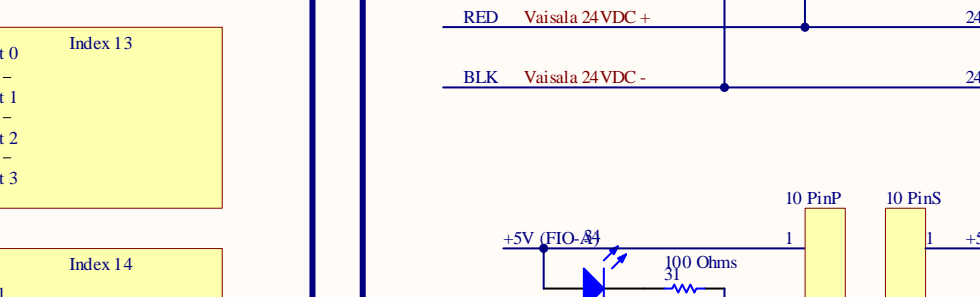 Index 13
t 0
–
t 1
–
t 2
–
t 3
Index 14
1
RED Vaisala 24VDC +
24
BLK Vaisala 24VDC -
24
10 PinP
10 PinS
+5V (FIO-A)
1
1
+5
100 Ohms
31